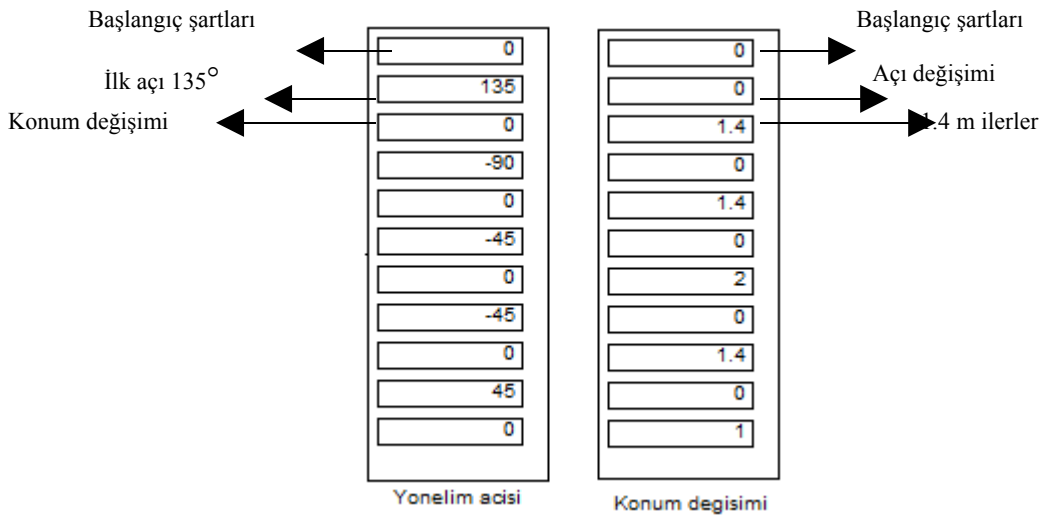 Başlangıç şartları
Başlangıç şartları
0
0
İlk açı 135°
Açı değişimi
135
0
Konum değişimi
1.4 m ilerler
0
1.4
-90
0
0
1.4
-45
0
0
2
-45
0
0
1.4
45
0
0
1
Yonelim acisi
Konum degisimi